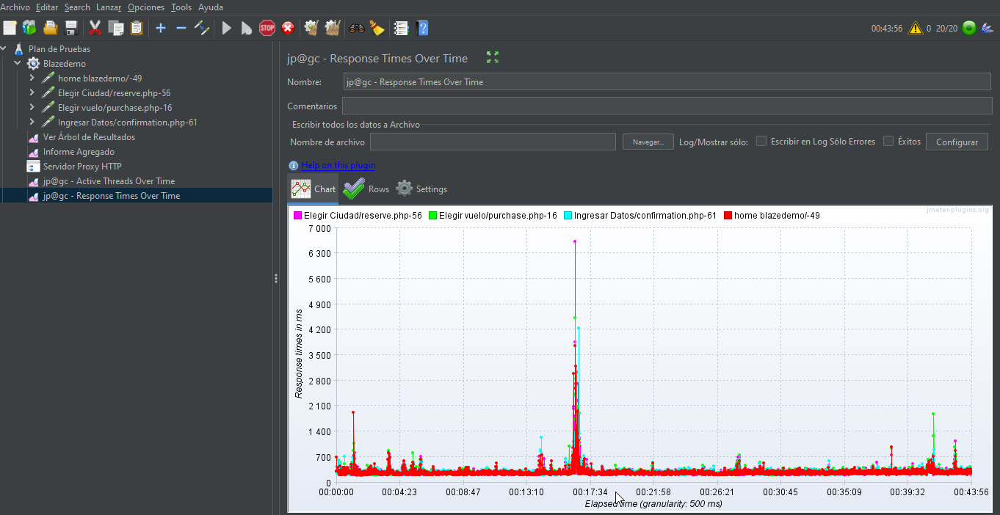 Archivo Editar Search Lanzar Opciones Tools Ayuda
STOP
?
00:43:56 0 20/20
Plan de Pruebas
Blazedemo
home blazedemo/-49
Elegir Ciudad/reserve.php-56
Elegir vuelo/purchase.php-16
Ingresar Datos/confirmation.php-61
Ver Árbol de Resultados
Informe Agregado
Servidor Proxy HTTP
jp@gc - Active Threads Over Time
jp@gc - Response Times Over Time
jp@gc - Response Times Over Time
Nombre: jp@gc - Response Times Over Time
Comentarios
Escribir todos los datos a Archivo
Nombre de archivo Navegar... Log/Mostrar sólo: Escribir en Log Sólo Errores Éxitos Configurar
Help on this plugin
Chart Rows Settings
jmeter-plugins.org
Elegir Ciudad/reserve.php-56 Elegir vuelo/purchase.php-16 Ingresar Datos/confirmation.php-61 home blazedemo/-49
7 000
6 300
5 600
4 900
4 200
3 500
2 800
2 100
1 400
700
0
Response times in ms
00:00:00 00:04:23 00:08:47 00:13:10 00:17:34 00:21:58 00:26:21 00:30:45 00:35:09 00:39:32 00:43:56
Elapsed time (granularity: 500 ms)